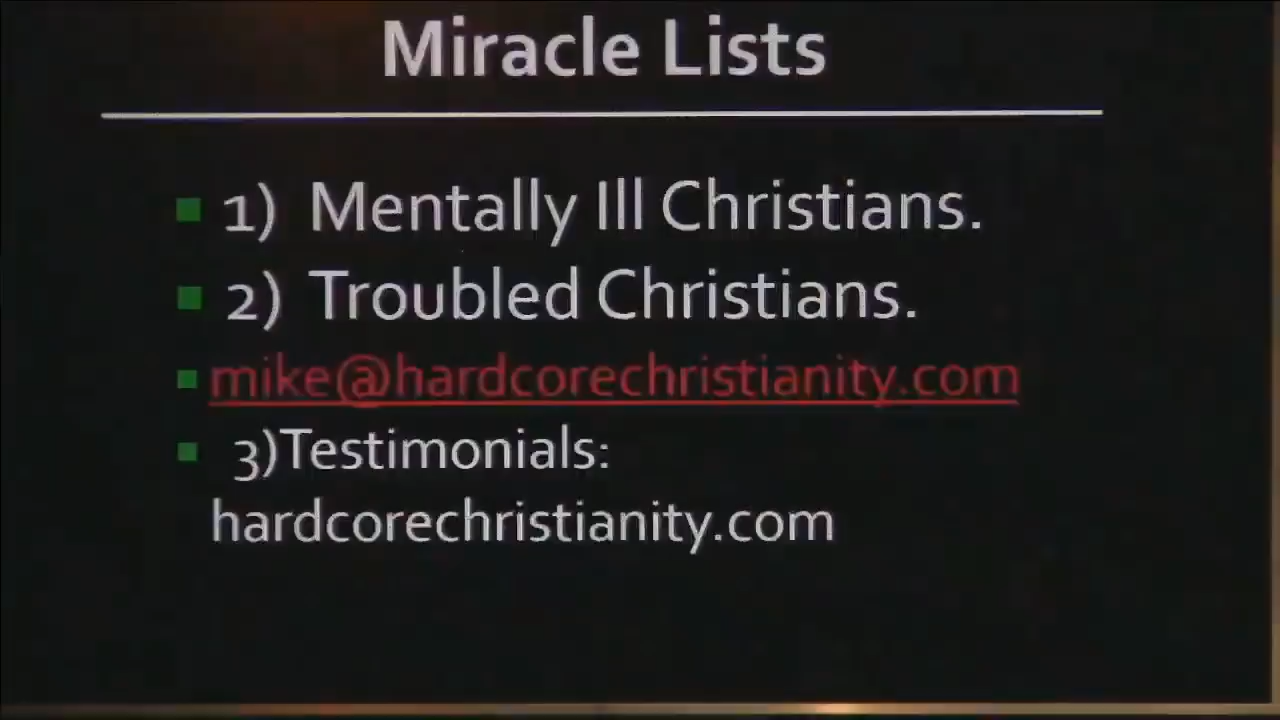 Miracle Lists
1) Mentally Ill Christians.
2) Troubled Christians.
mike@hardcorechristianity.com
3)Testimonials:
hardcorechristianity.com